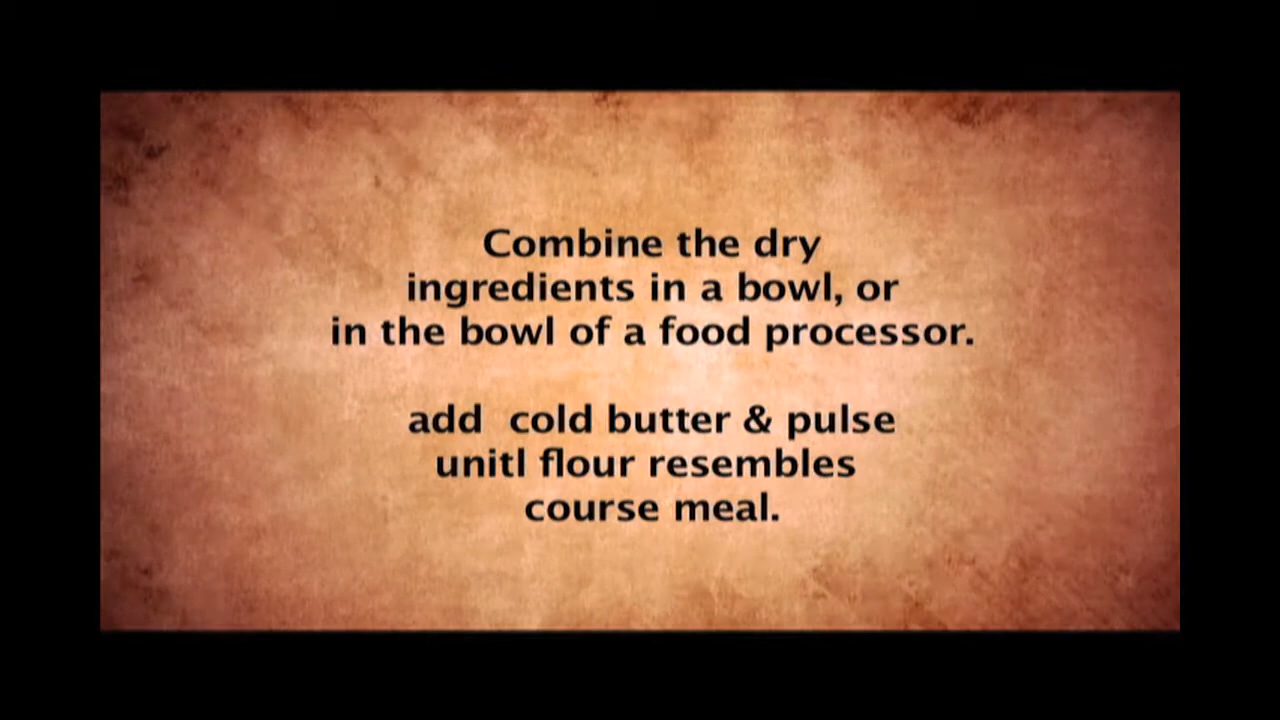 Combine the dry
ingredients in a bowl, or
in the bowl of a food processor.
add  cold butter & pulse
unitl flour resembles
course meal.